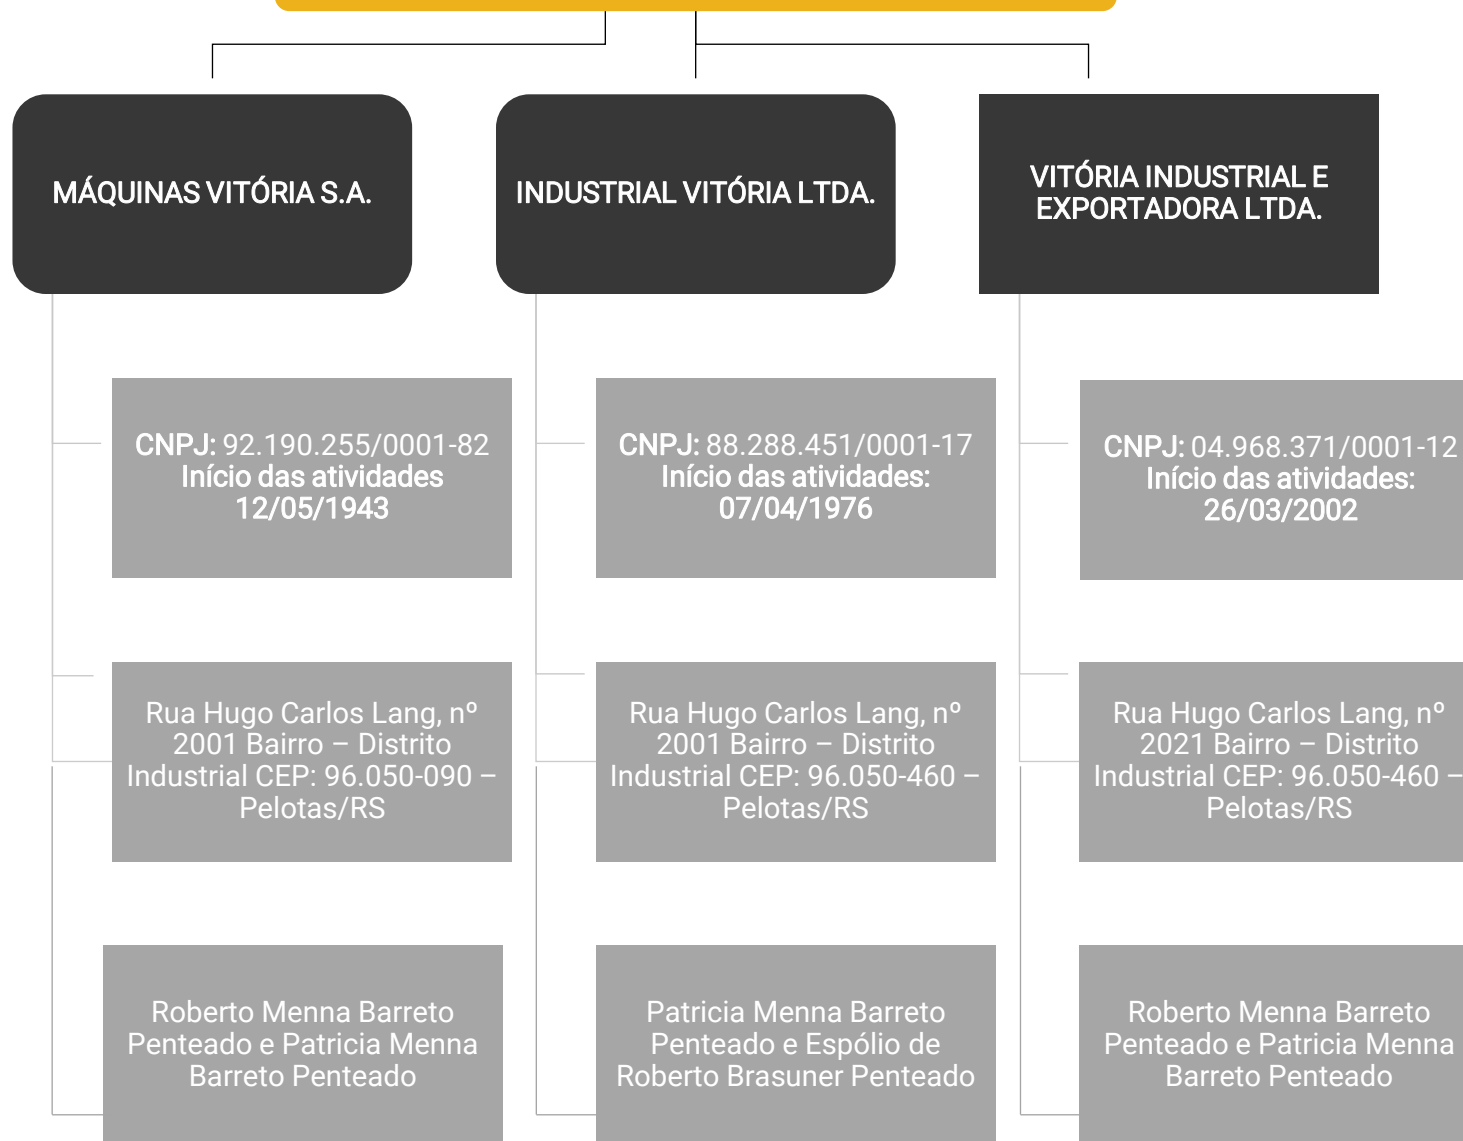 MÁQUINAS VITÓRIA S.A.
CNPJ: 92.190.255/0001-82
Início das atividades
12/05/1943
Rua Hugo Carlos Lang, nº
2001 Bairro – Distrito
Industrial CEP: 96.050-090 –
Pelotas/RS
Roberto Menna Barreto
Penteado e Patricia Menna
Barreto Penteado
INDUSTRIAL VITÓRIA LTDA.
CNPJ: 88.288.451/0001-17
Início das atividades:
07/04/1976
Rua Hugo Carlos Lang, nº
2001 Bairro – Distrito
Industrial CEP: 96.050-460 –
Pelotas/RS
Patricia Menna Barreto
Penteado e Espólio de
Roberto Brasuner Penteado
VITÓRIA INDUSTRIAL E
EXPORTADORA LTDA.
CNPJ: 04.968.371/0001-12
Início das atividades:
26/03/2002
Rua Hugo Carlos Lang, nº
2021 Bairro – Distrito
Industrial CEP: 96.050-460 –
Pelotas/RS
Roberto Menna Barreto
Penteado e Patricia Menna
Barreto Penteado